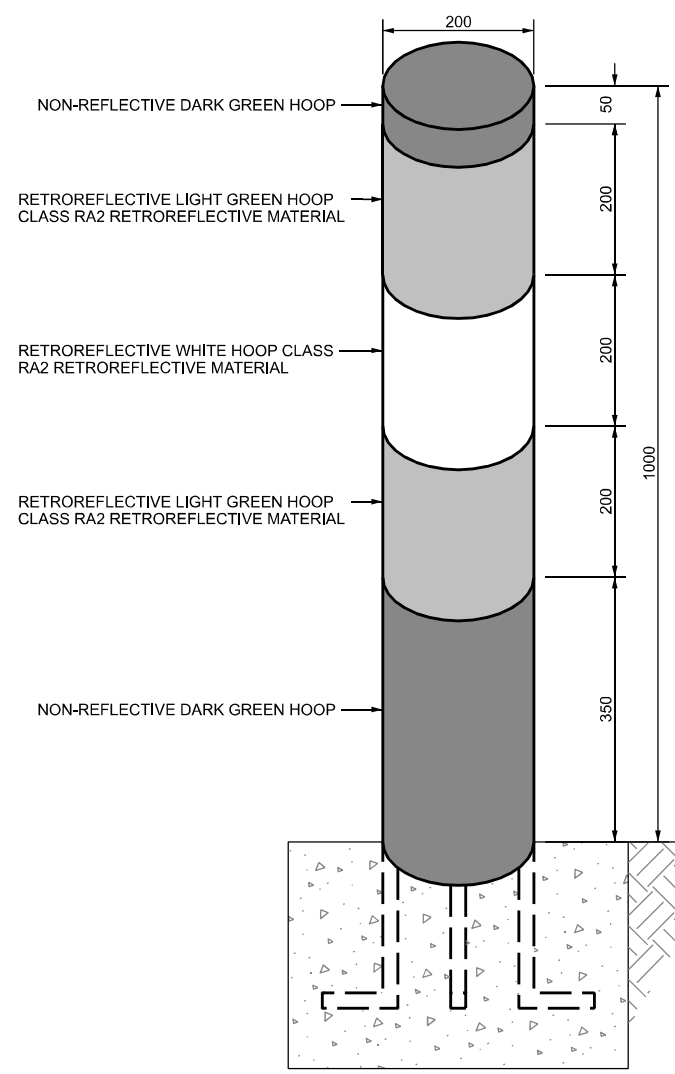 200
NON-REFLECTIVE DARK GREEN HOOP
50
RETROREFLECTIVE LIGHT GREEN HOOP
CLASS RA2 RETROREFLECTIVE MATERIAL
200
RETROREFLECTIVE WHITE HOOP CLASS
RA2 RETROREFLECTIVE MATERIAL
200
1000
RETROREFLECTIVE LIGHT GREEN HOOP
CLASS RA2 RETROREFLECTIVE MATERIAL
200
NON-REFLECTIVE DARK GREEN HOOP
350